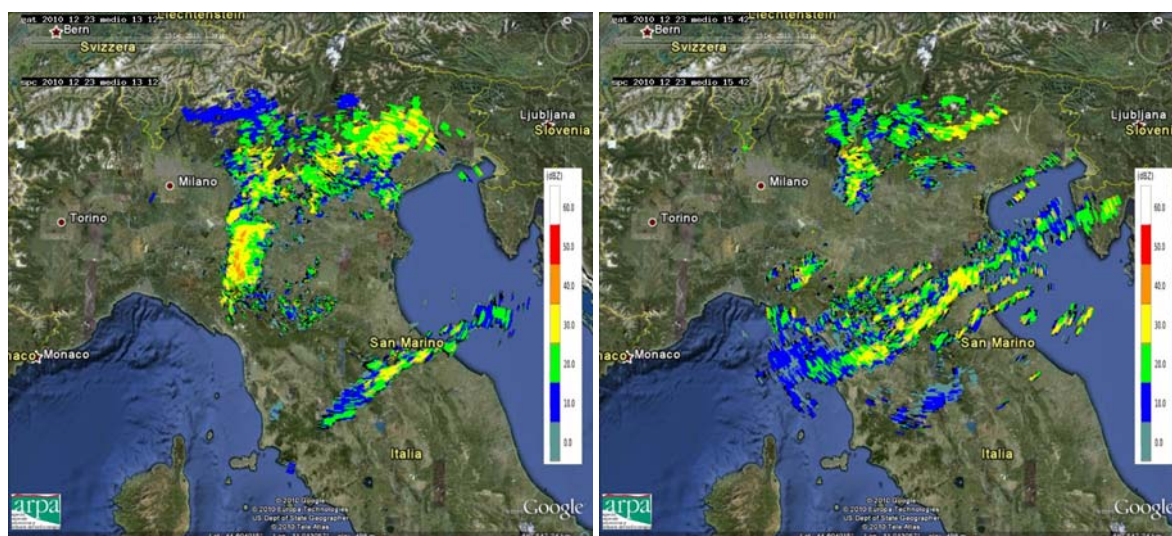 gat 2010 12 23 medio 13 12
Liechtenstein
Bern
Svizzera
spc 2010 12 23 medio 13 12
Ljubljana
Slovenia
Milano
(dBZ)
60.0
Torino
50.0
40.0
30.0
San Marino
Monaco
20.0
10.0
Italia
0.0
arpa
© 2010 Google
© 2010 Europa Technologies
US Dept of State Geographer
© 2010 Tele Atlas
Google
gat 2010 12 23 medio 15 42
Liechtenstein
Bern
Svizzera
spc 2010 12 23 medio 15 42
Ljubljana
Sloveni
Milano
(dBZ)
60.0
Torino
50.0
40.0
30.0
San Marino
naco
Monaco
20.0
10.0
Italia
0.0
arpa
© 2010 Google
© 2010 Europa Technologies
US Dept of State Geographer
© 2010 Tele Atlas
Google